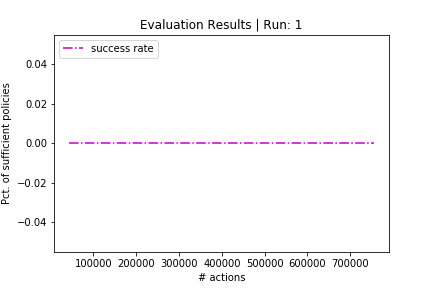 Evaluation Results | Run: 1
success rate
Pct. of sufficient policies
0.04
0.02
0.00
−0.02
−0.04
100000 200000 300000 400000 500000 600000 700000
# actions